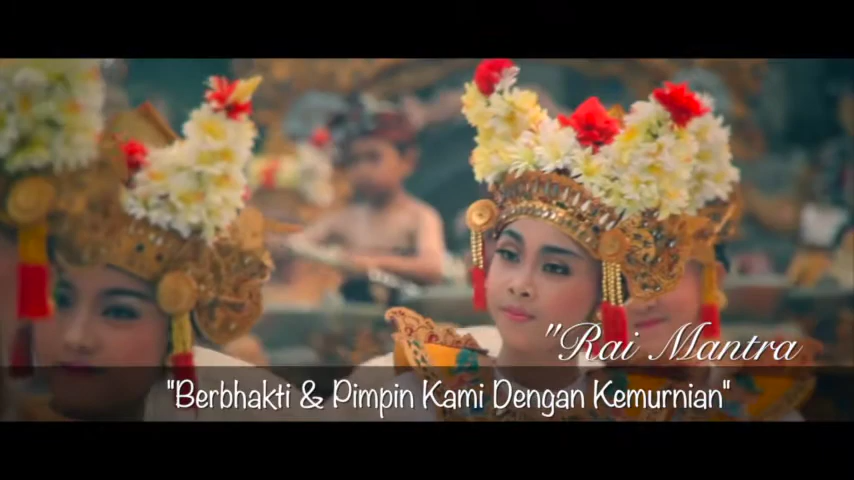 "Rai Mantra
"Berbhakti & Pimpin Kami Dengan Kemurnian"